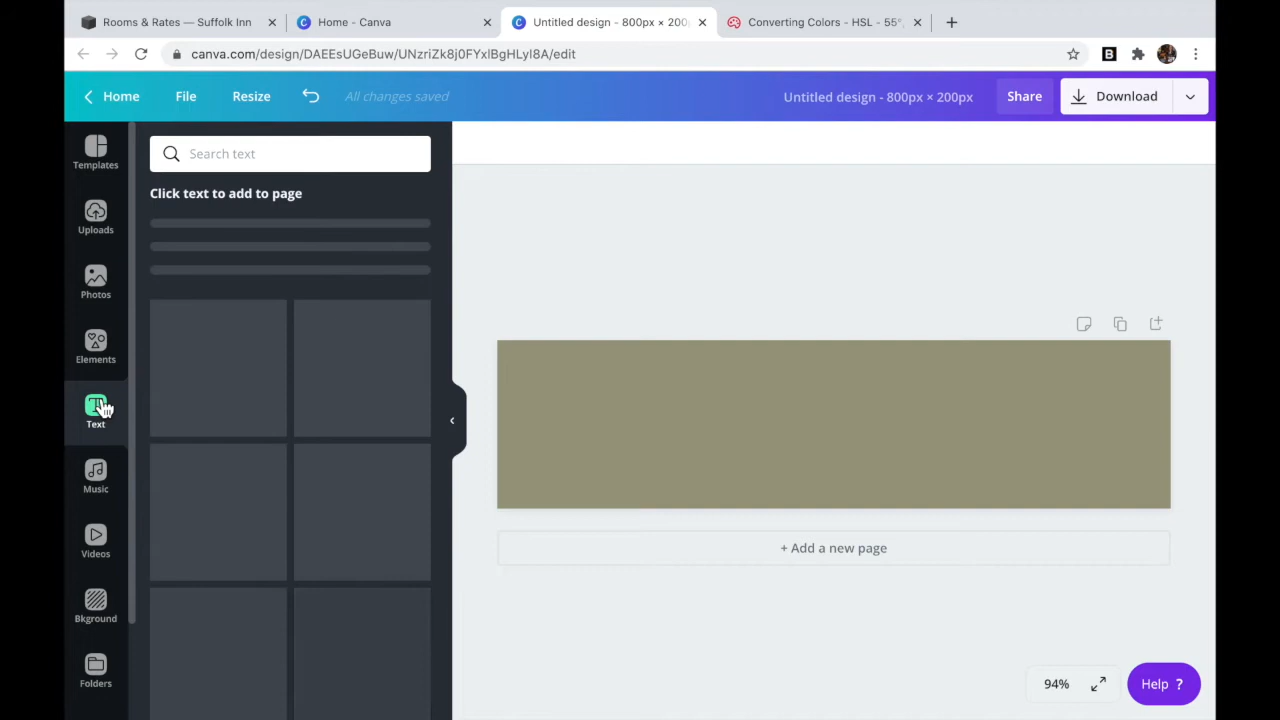 Rooms & Rates — Suffolk Inn
Home - Canva
Untitled design - 800px × 200
Converting Colors - HSL - 55°,
canva.com/design/DAEEsUGeBuw/UNzriZk8j0FYxlBgHLyI8A/edit
B
Home
File
Resize
All changes saved
Untitled design - 800px × 200px
Share
Download
Templates
Uploads
Photos
Elements
Text
Music
Videos
Bkground
Folders
Search text
Click text to add to page
+ Add a new page
94%
Help ?